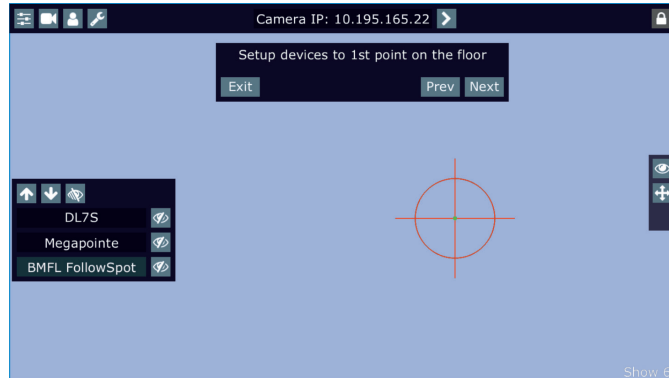 Camera IP: 10.195.165.22
Setup devices to 1st point on the floor
Exit Prev Next
DL7S
Megapointe
BMFL FollowSpot
Show